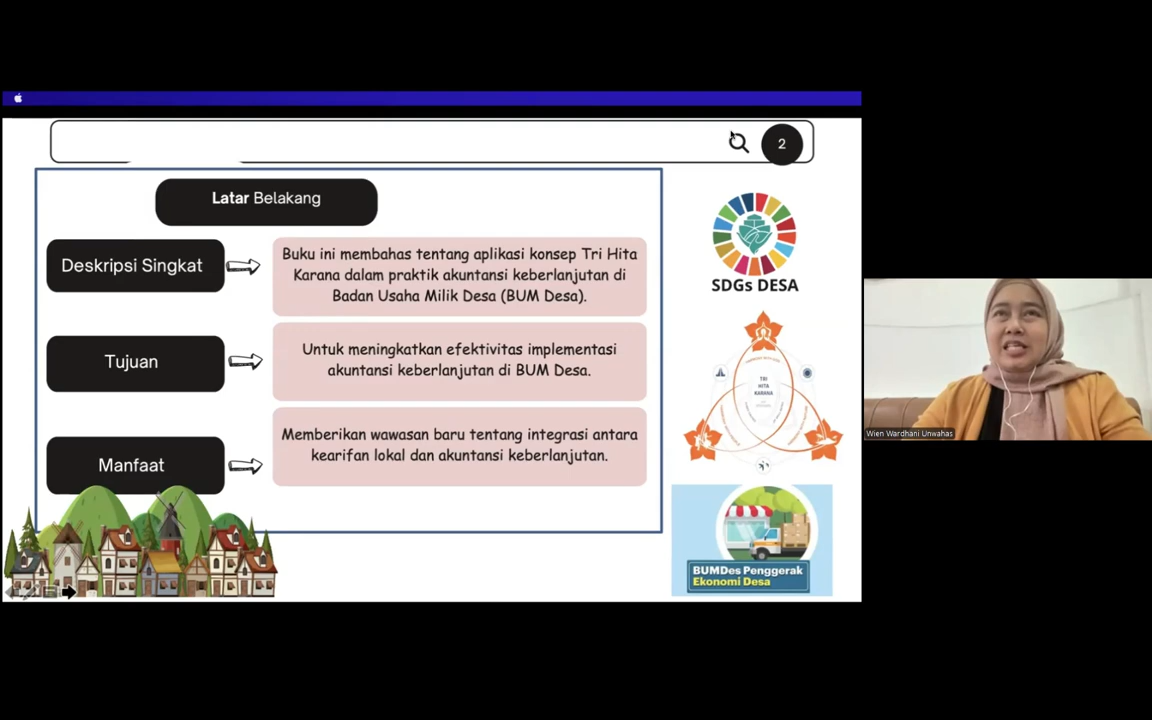 2
Latar Belakang
Deskripsi Singkat
Buku ini membahas tentang aplikasi konsep Tri Hita
Karana dalam praktik akuntansi keberlanjutan di
Badan Usaha Milik Desa (BUM Desa).
Tujuan
Untuk meningkatkan efektivitas implementasi
akuntansi keberlanjutan di BUM Desa.
Manfaat
Memberikan wawasan baru tentang integrasi antara
kearifan lokal dan akuntansi keberlanjutan.
SDGs DESA
TRI
HITA
KARANA
BUMDes Penggerak
Ekonomi Desa
Wien Wardhani Unwahas